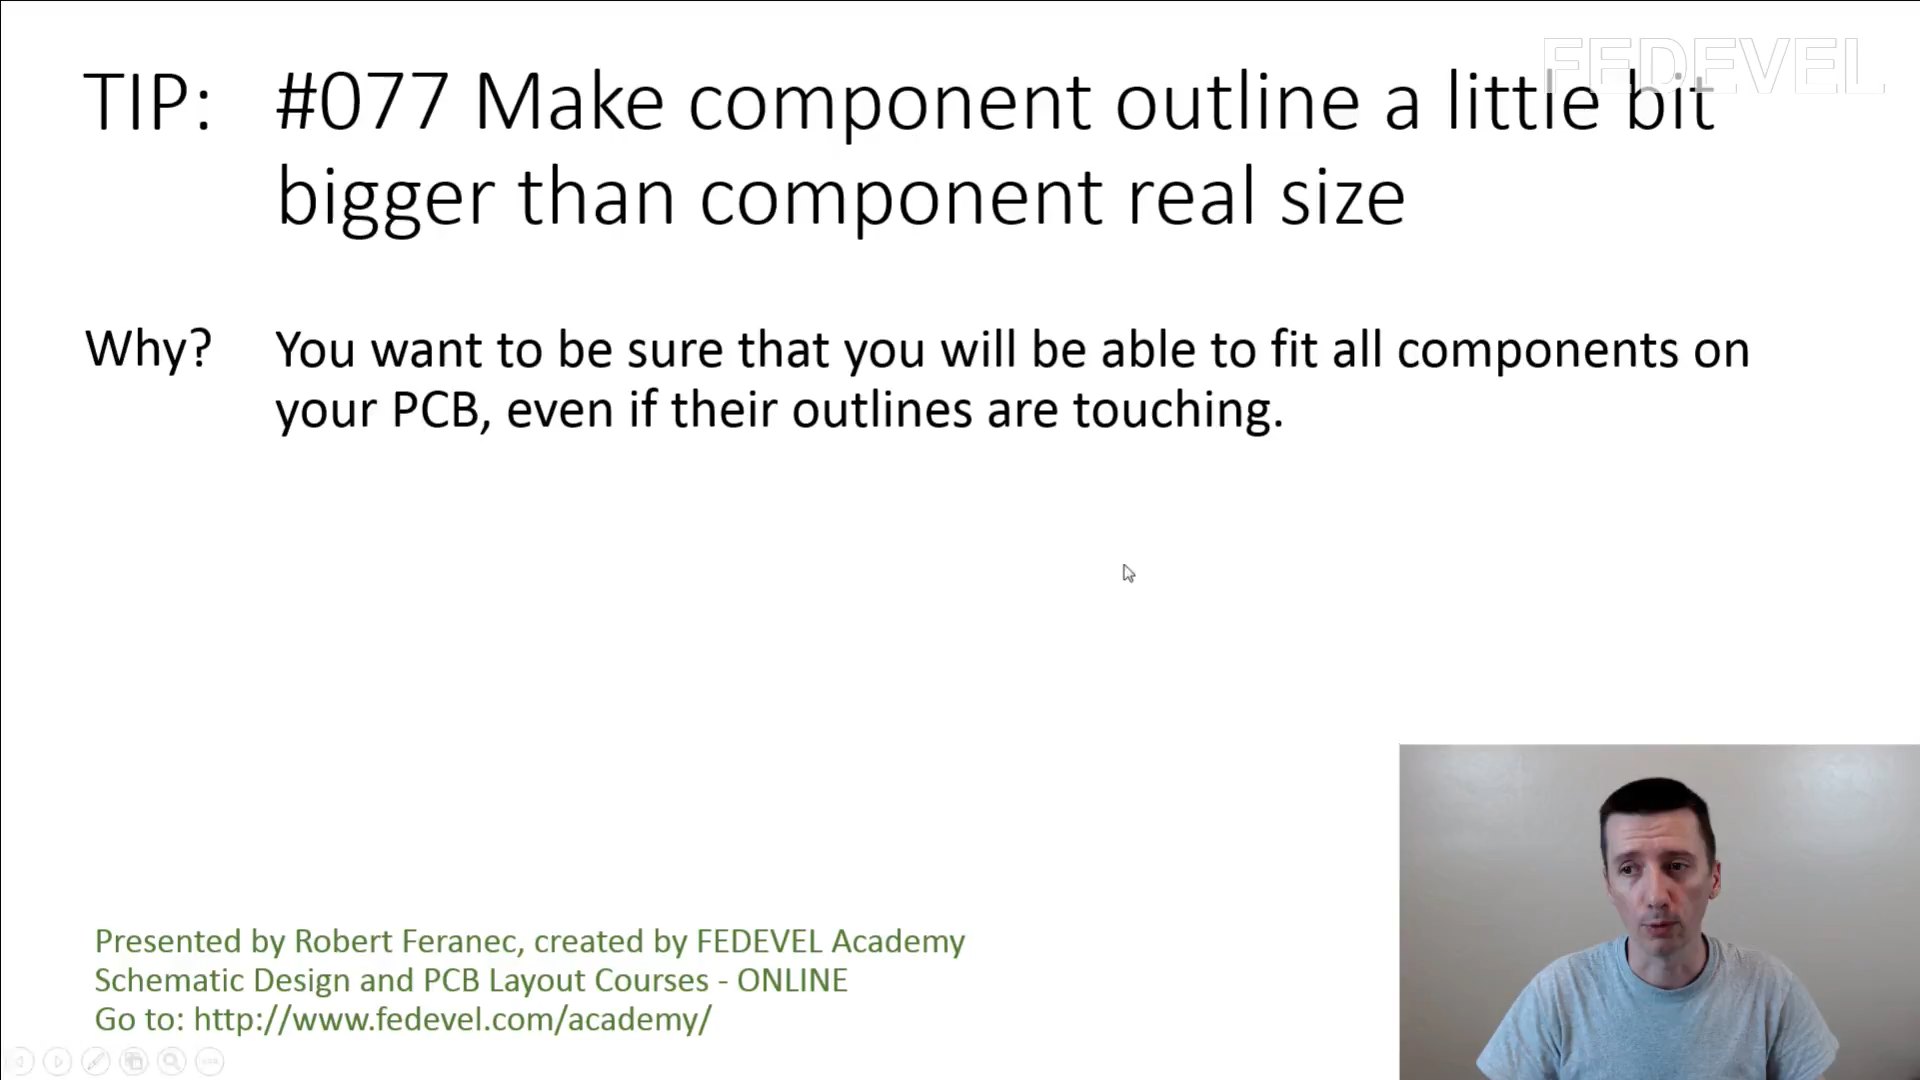 FEDEVEL
TIP: #077 Make component outline a little bit
bigger than component real size
Why? You want to be sure that you will be able to fit all components on
your PCB, even if their outlines are touching.
Presented by Robert Feranec, created by FEDEVEL Academy
Schematic Design and PCB Layout Courses - ONLINE
Go to: http://www.fedevel.com/academy/